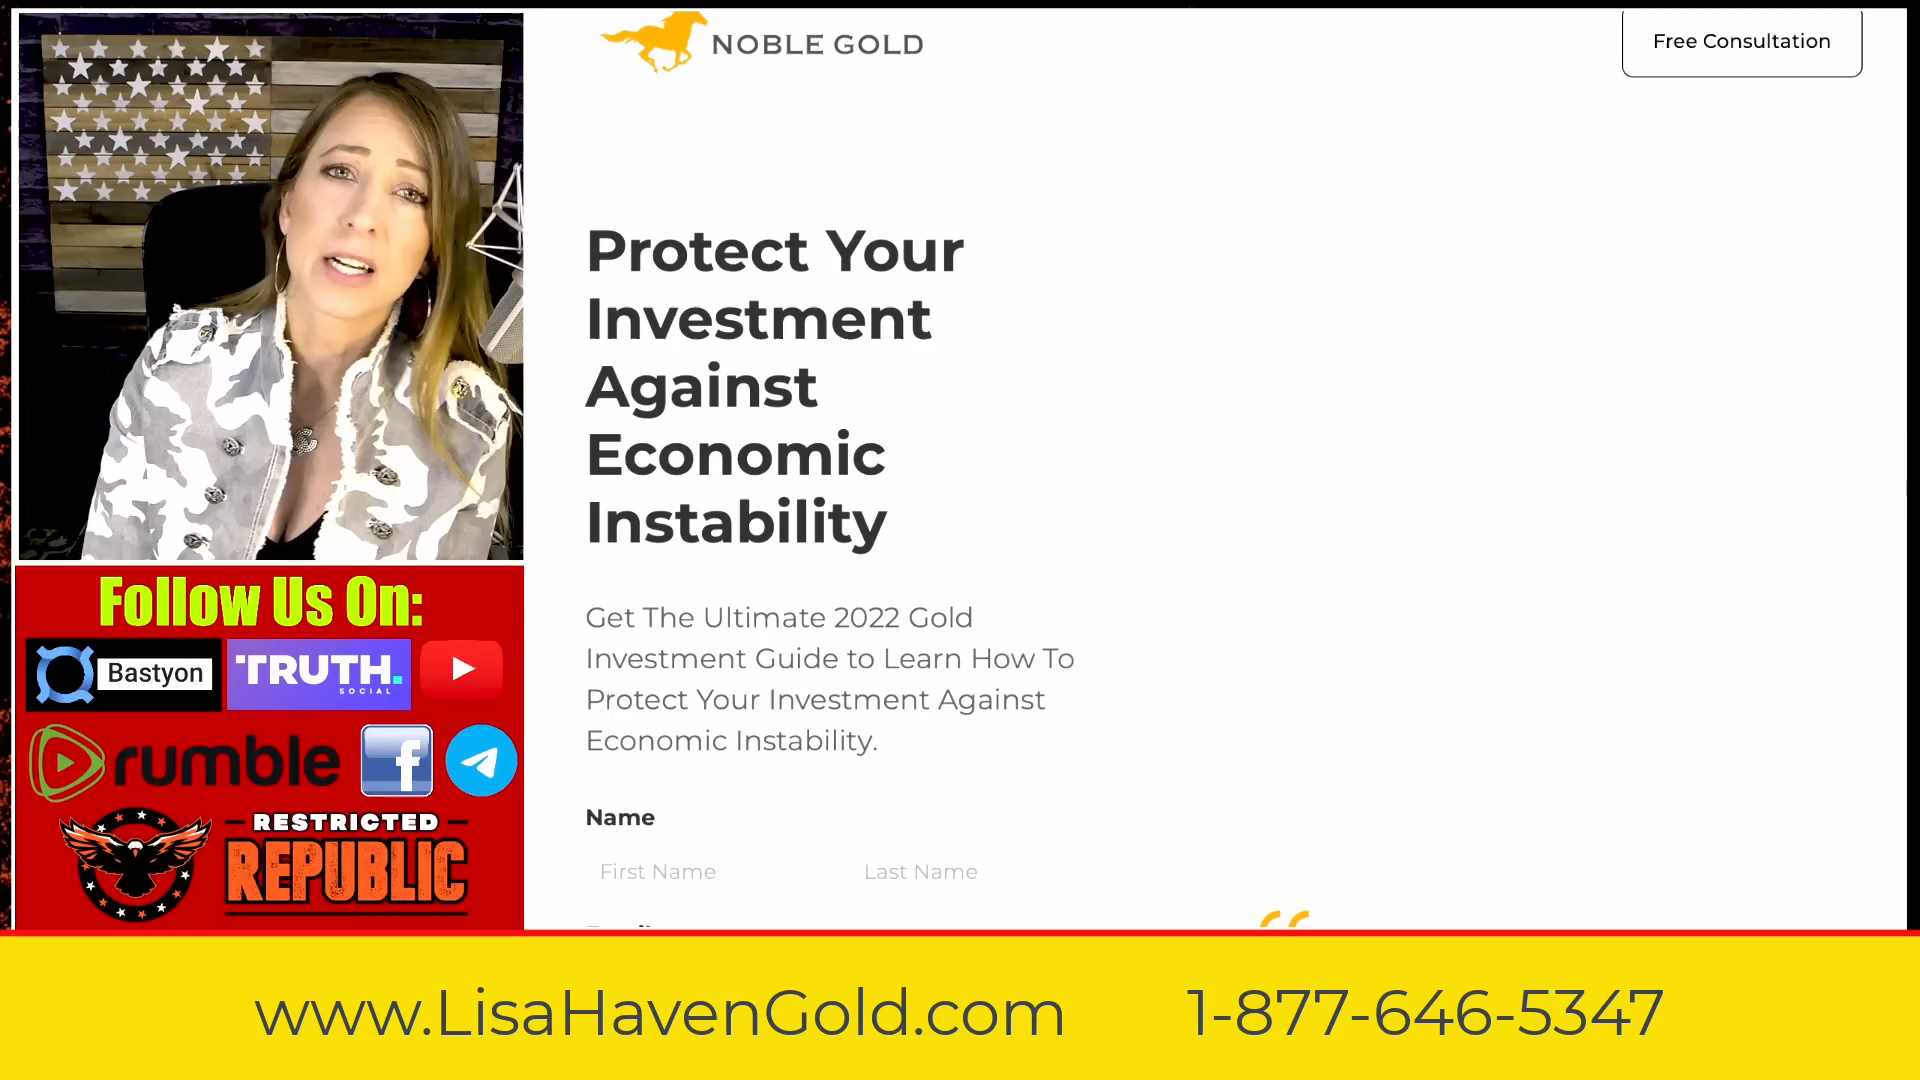 NOBLE GOLD
Free Consultation
Protect Your
Investment
Against
Economic
Instability
Get The Ultimate 2022 Gold
Investment Guide to Learn How To
Protect Your Investment Against
Economic Instability.
Name
First Name
Last Name
Follow Us On:
Bastyon
TRUTH.
SOCIAL
rumble
f
RESTRICTED
REPUBLIC
www.LisaHavenGold.com
1-877-646-5347